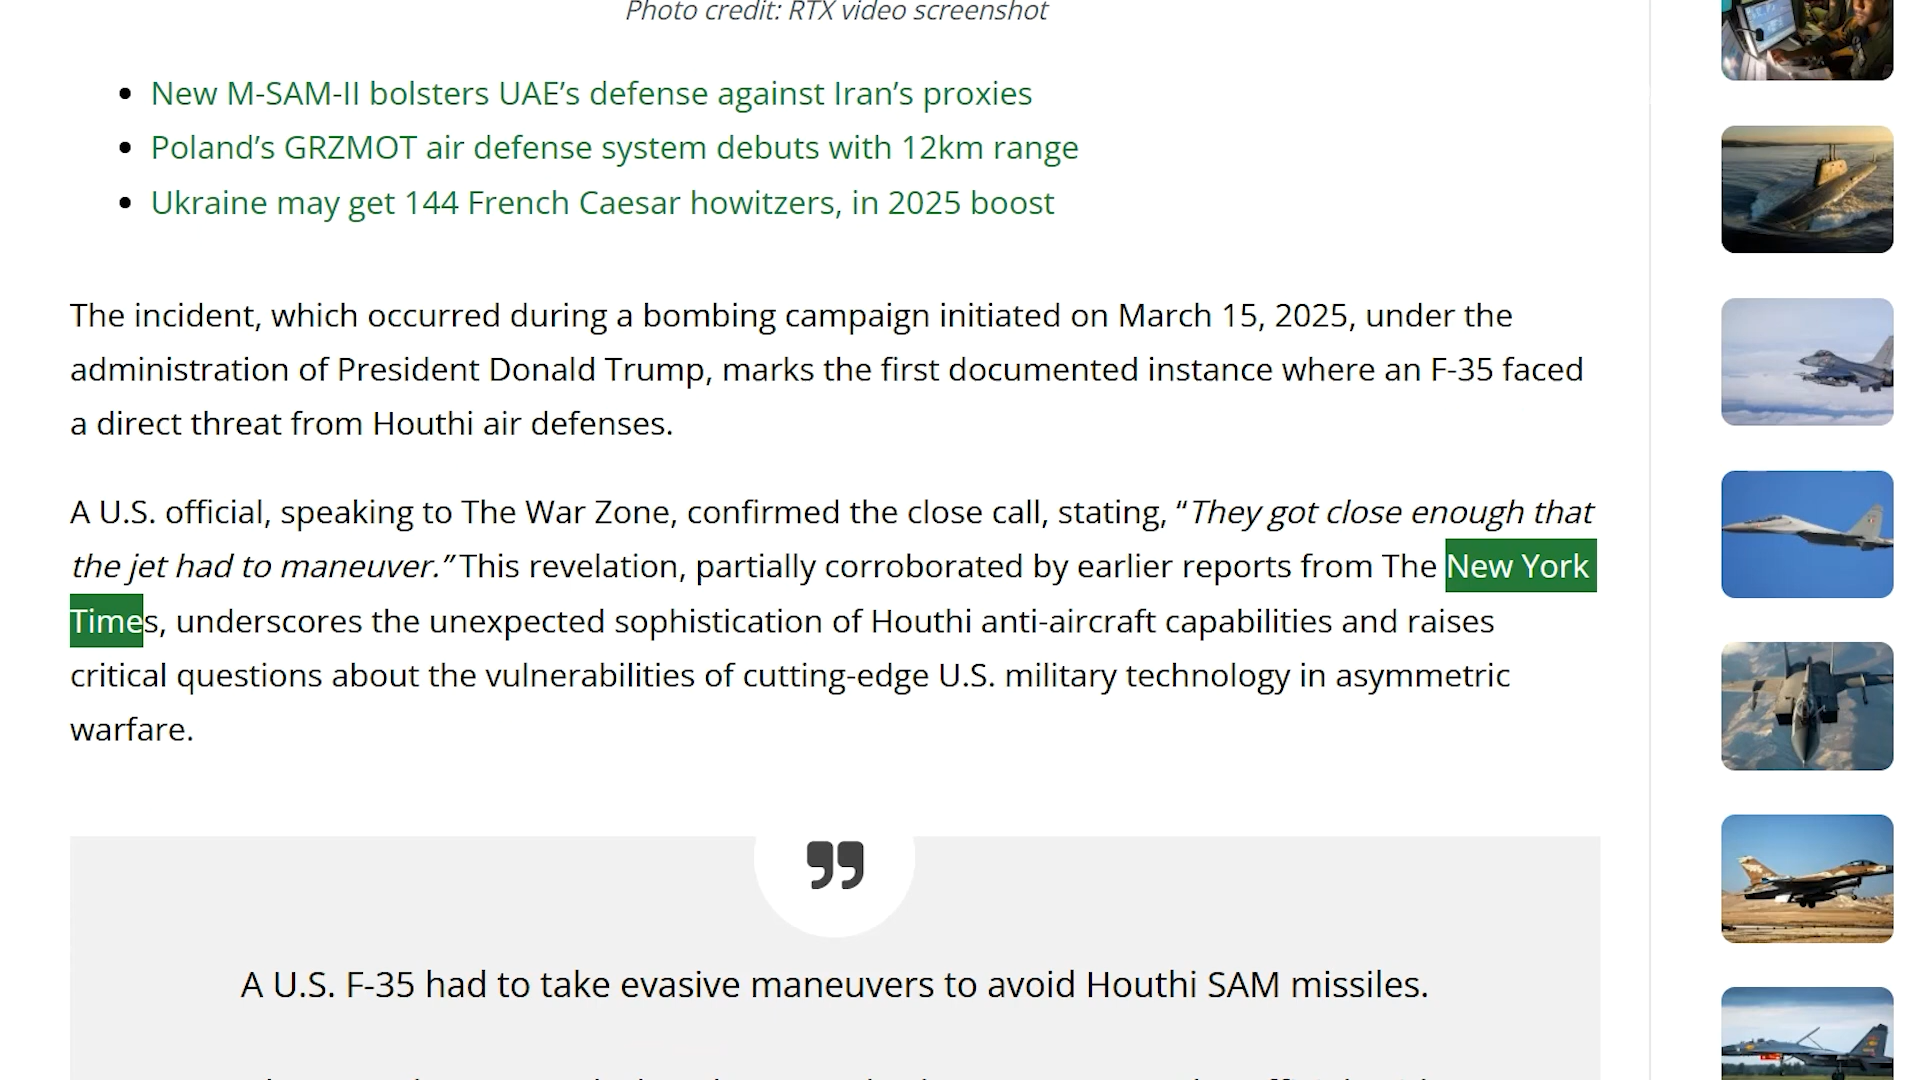 Photo credit: RTX video screenshot
New M-SAM-II bolsters UAE’s defense against Iran’s proxies
Poland’s GRZMOT air defense system debuts with 12km range
Ukraine may get 144 French Caesar howitzers, in 2025 boost
The incident, which occurred during a bombing campaign initiated on March 15, 2025, under the
administration of President Donald Trump, marks the first documented instance where an F-35 faced
a direct threat from Houthi air defenses.
A U.S. official, speaking to The War Zone, confirmed the close call, stating, “They got close enough that
the jet had to maneuver.” This revelation, partially corroborated by earlier reports from The New York
Times, underscores the unexpected sophistication of Houthi anti-aircraft capabilities and raises
critical questions about the vulnerabilities of cutting-edge U.S. military technology in asymmetric
warfare.
A U.S. F-35 had to take evasive maneuvers to avoid Houthi SAM missiles.